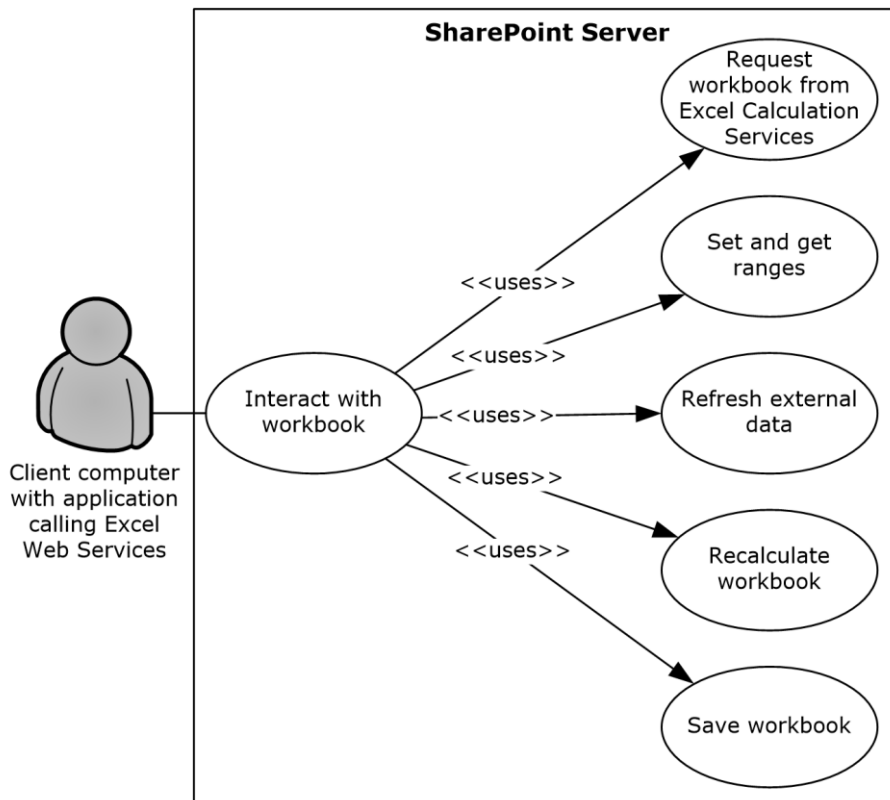 SharePoint Server
Request
workbook from
Excel Calculation
Services
Set and get
ranges
<<uses>>
<<uses>>
Interact with
workbook
<<uses>>
Refresh external
data
Client computer
with application
calling Excel
Web Services
<<uses>>
<<uses>>
Recalculate
workbook
Save workbook